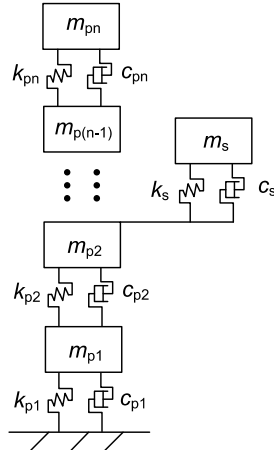 m_pn
k_pn c_pn
m_p(n-1)
m_s
k_s c_s
m_p2
k_p2 c_p2
m_p1
k_p1 c_p1